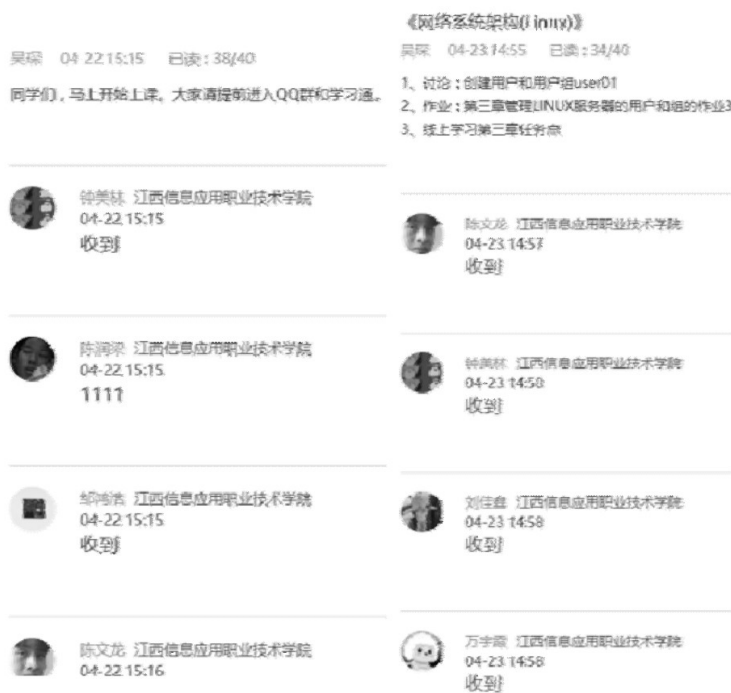 吴琛 04-22 15:15 已读：38/40
同学们，马上开始上课。大家请提前进入QQ群和学习通。
钟美林 江西信息应用职业技术学院
04-22 15:15
收到
陈润梁 江西信息应用职业技术学院
04-22 15:15
1111
江西信息应用职业技术学院
04-22 15:15
收到
陈文龙 江西信息应用职业技术学院
04-22 15:16
《网络系统架构(Linux)》
吴琛 04-23 14:55 已读：34/40
1、讨论：创建用户和用户组user01
2、作业：第三章管理LINUX服务器的用户和组的作业3
3、线上学习第三章任务点
陈文龙 江西信息应用职业技术学院
04-23 14:57
收到
钟美林 江西信息应用职业技术学院
04-23 14:58
收到
刘佳鑫 江西信息应用职业技术学院
04-23 14:58
收到
万宇霞 江西信息应用职业技术学院
04-23 14:58
收到